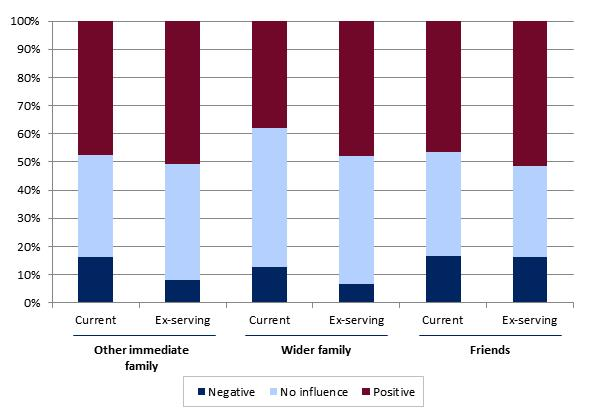 100%
90%
80%
70%
60%
50%
40%
30%
20%
10%
0%
Current Ex-serving Current Ex-serving Current Ex-serving
Other immediate Wider family Friends
family
Negative No influence Positive